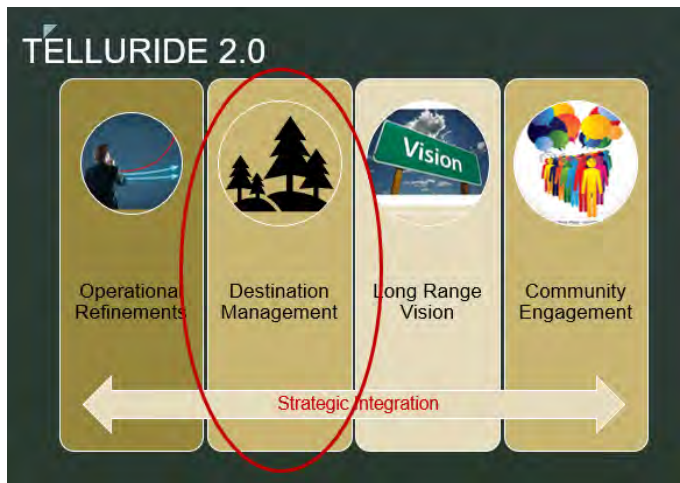 TELLURIDE 2.0
Vision
Operational
Refinements
Destination
Management
Long Range
Vision
Community
Engagement
Strategic Integration